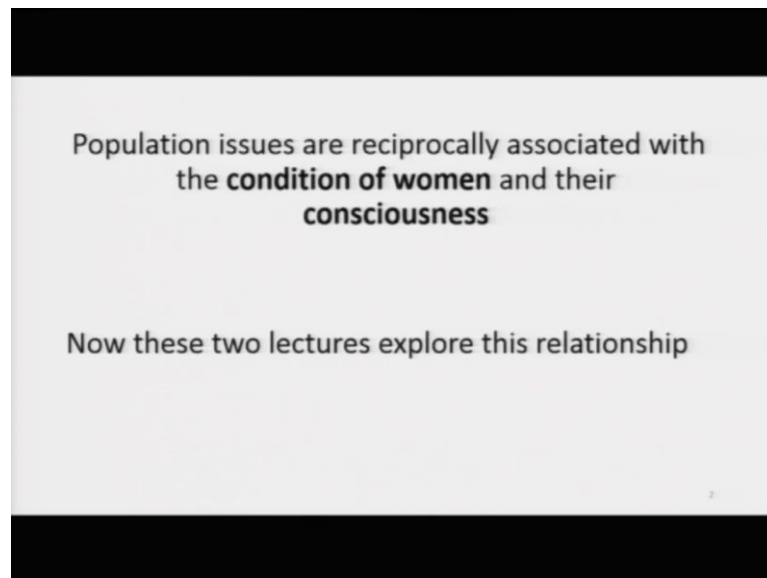 Population issues are reciprocally associated with
the condition of women and their
consciousness
Now these two lectures explore this relationship
2